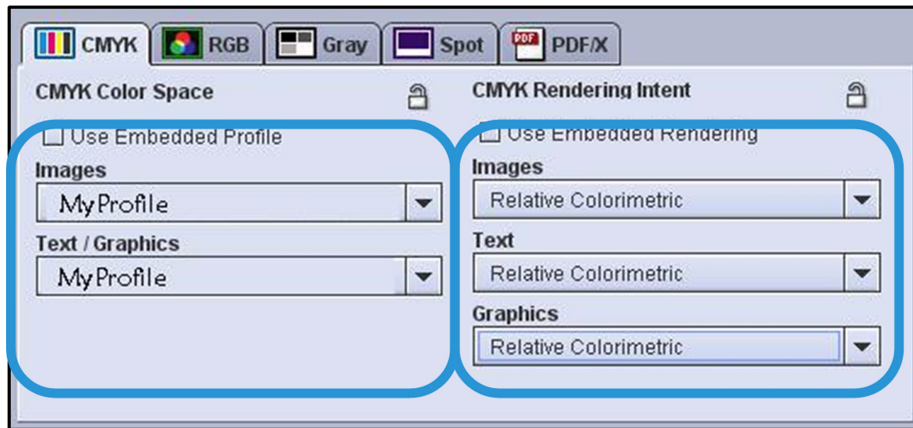 CMYK RGB Gray Spot PDF PDF/X
CMYK Color Space
Use Embedded Profile
Images
MyProfile
Text / Graphics
MyProfile
CMYK Rendering Intent
Use Embedded Rendering
Images
Relative Colorimetric
Text
Relative Colorimetric
Graphics
Relative Colorimetric